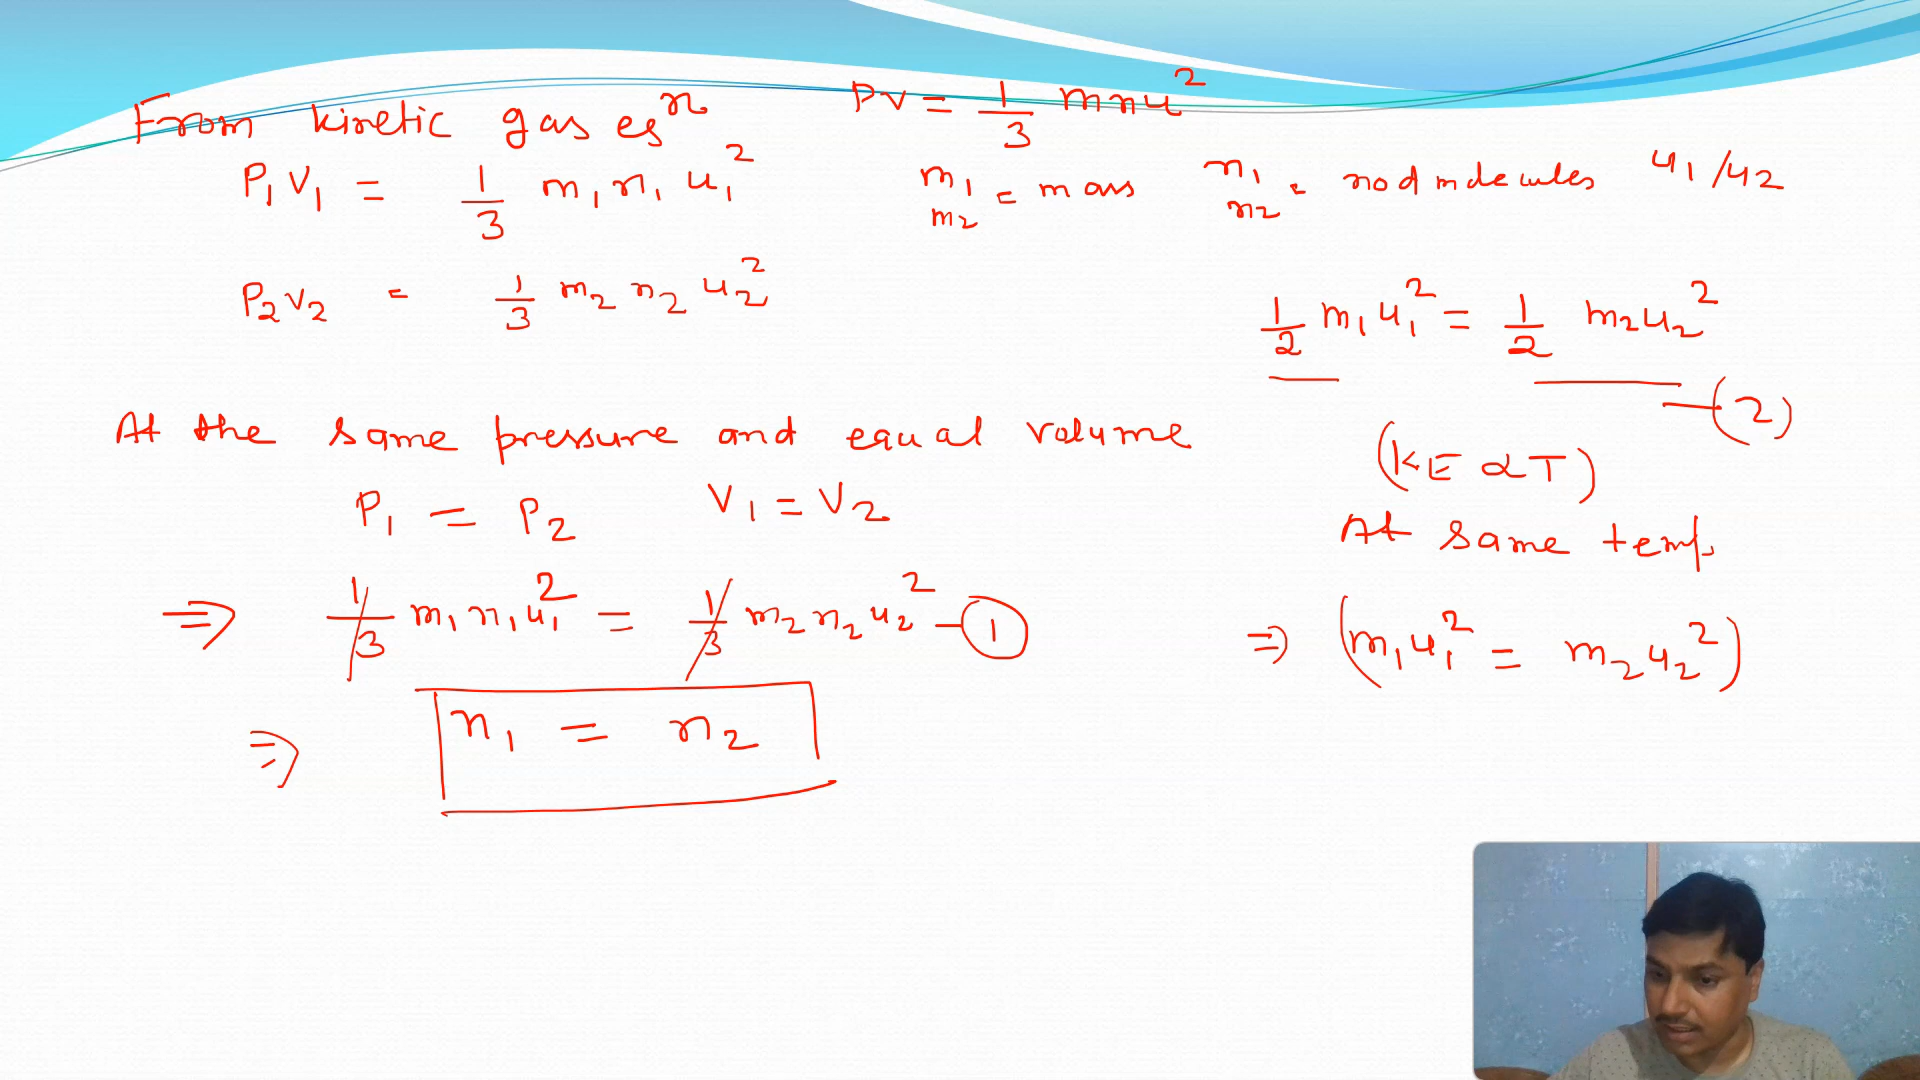 From kinetic gas eqⁿ PV = 1/3 mnu²
P₁V₁ = 1/3 m₁n₁u₁²
m₁ m₂ = mass n₁ n₂ = no of molecules u₁/u₂
P₂V₂ = 1/3 m₂n₂u₂²
1/2 m₁u₁² = 1/2 m₂u₂² —(2)
(KE ∝ T)
At the same pressure and equal volume
P₁ = P₂ V₁ = V₂
At same temp.
⇒ 1/3 m₁n₁u₁² = 1/3 m₂n₂u₂² —①
⇒ (m₁u₁² = m₂u₂²)
⇒ n₁ = n₂